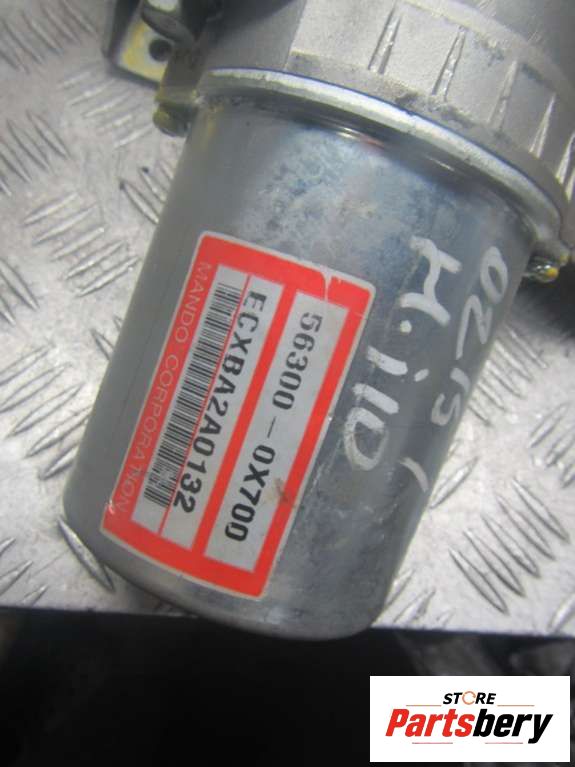 56300-0X700
ECXBA2A0132
MANDO CORPORATION
H.i10
STORE
Partsbery